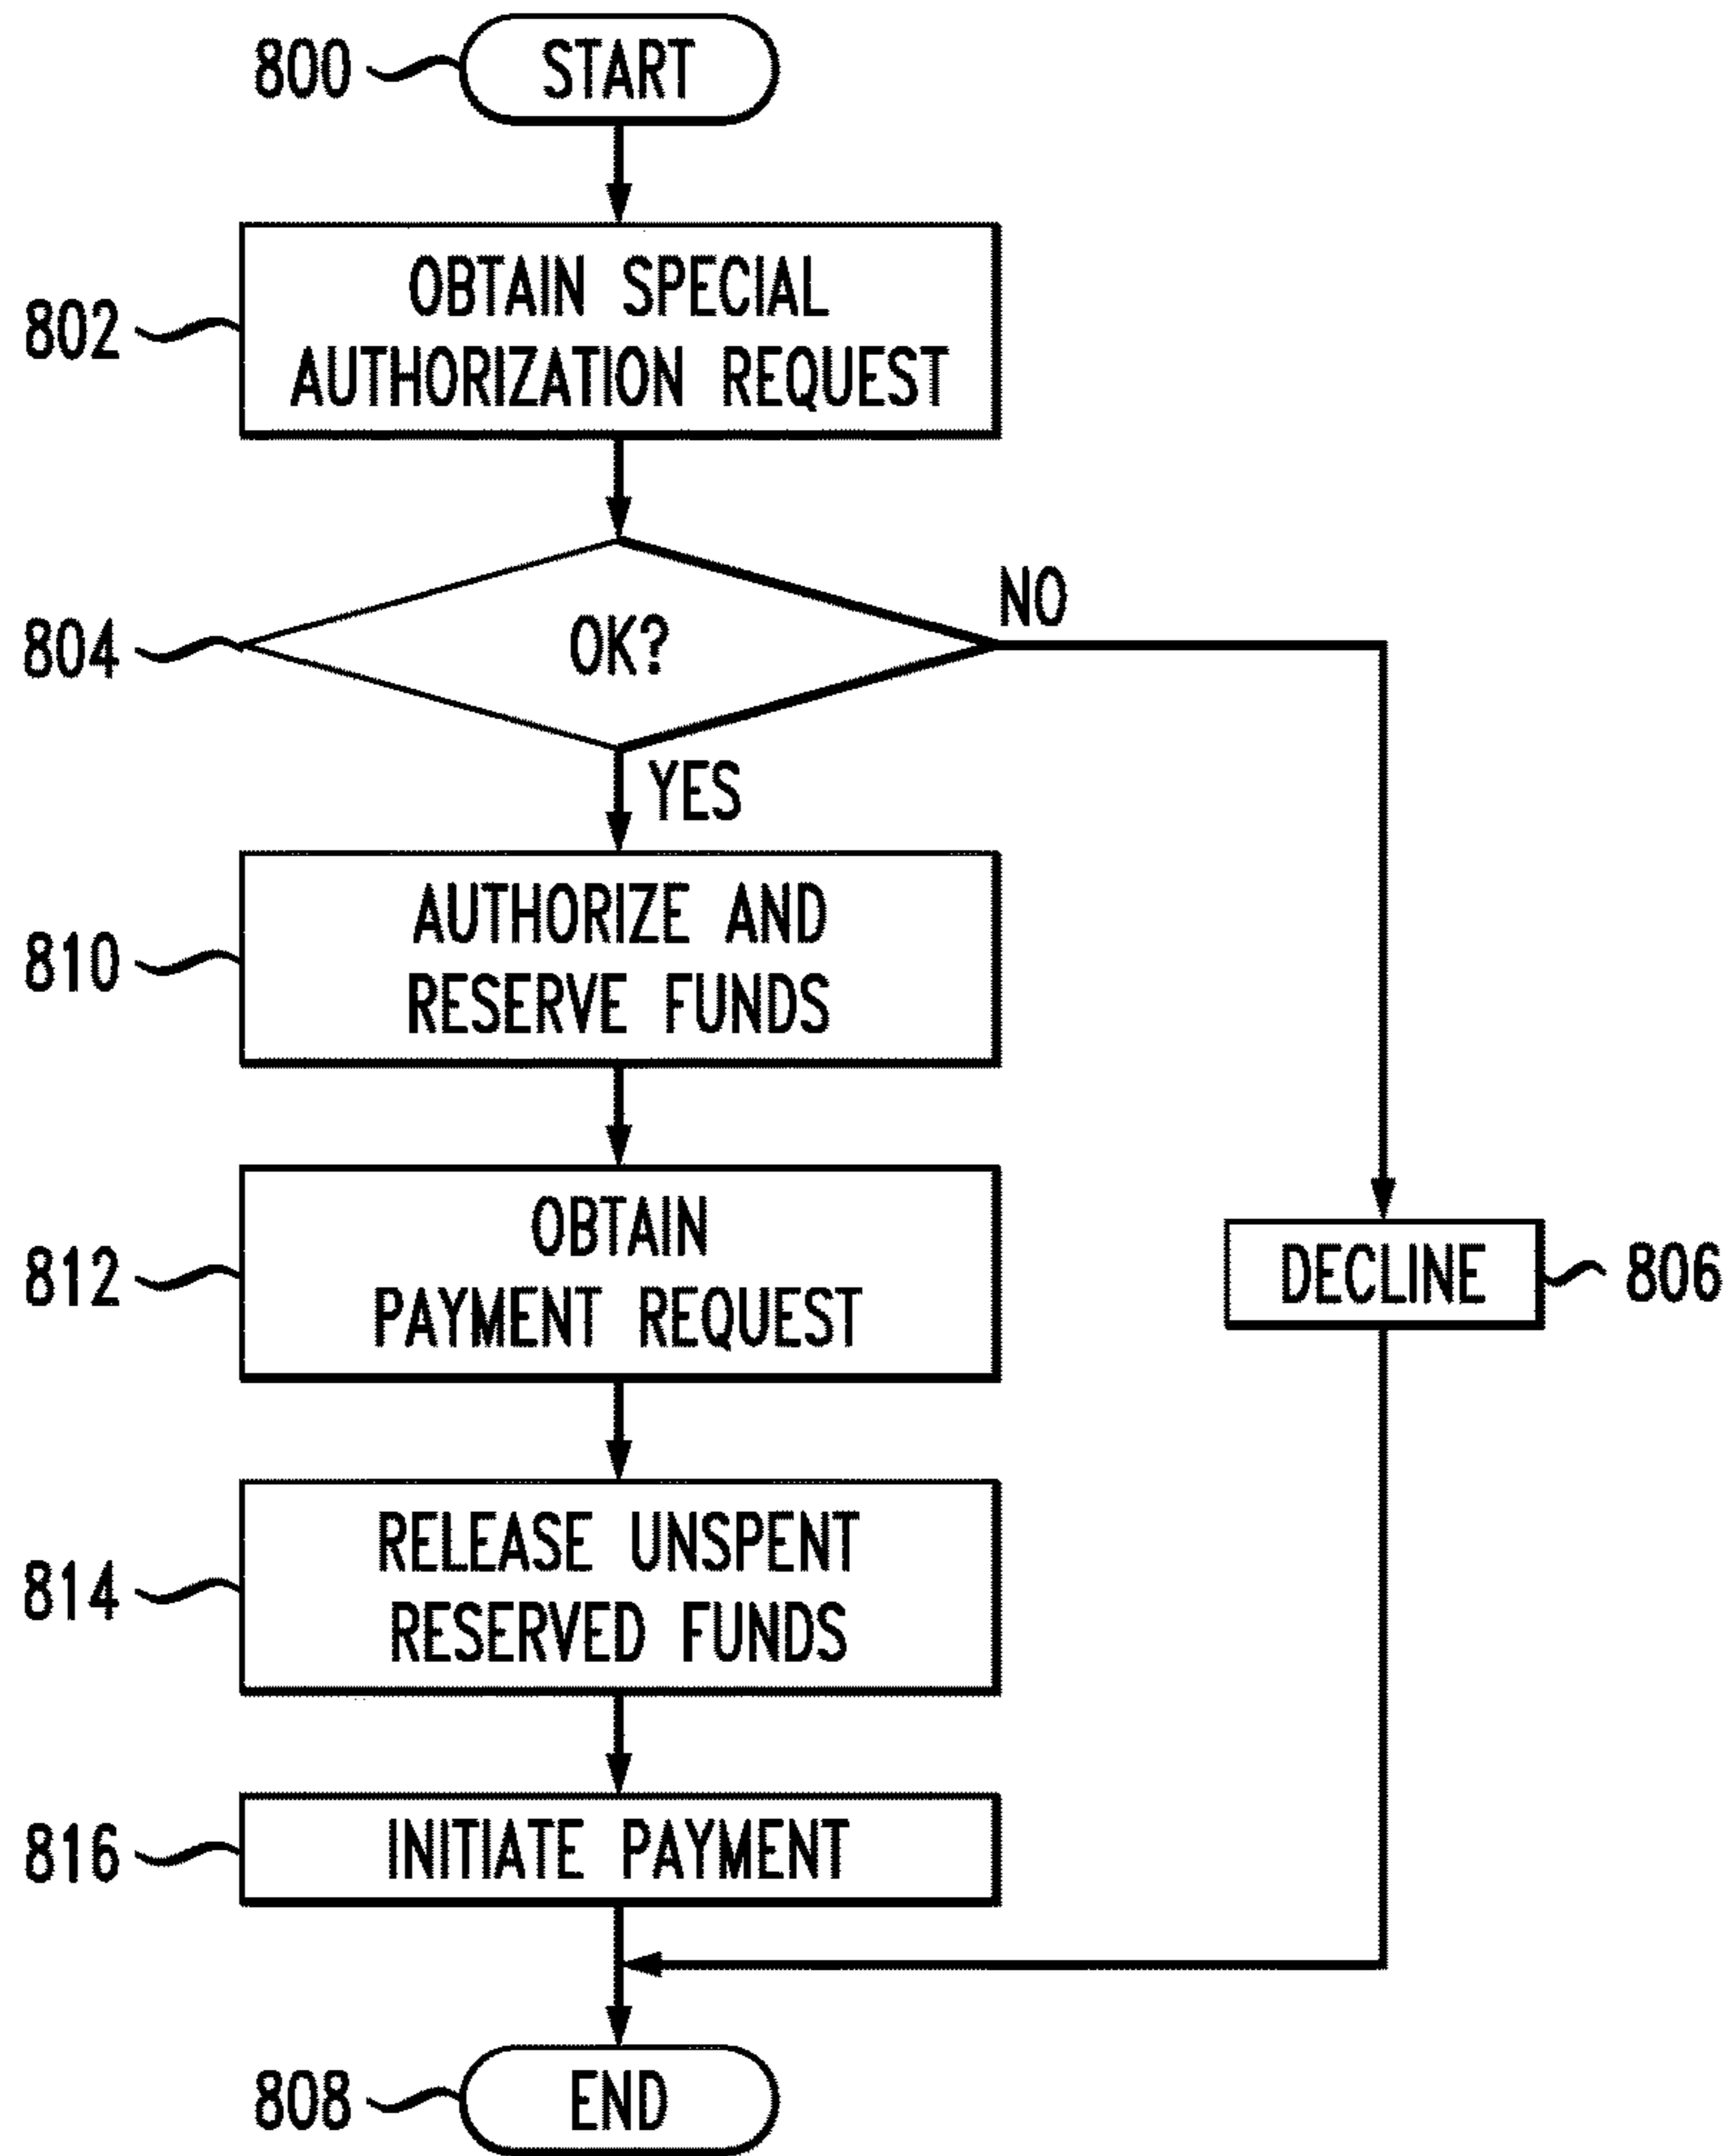 800
START
802
OBTAIN SPECIAL
AUTHORIZATION REQUEST
804
OK?
NO
YES
810
AUTHORIZE AND
RESERVE FUNDS
812
OBTAIN
PAYMENT REQUEST
DECLINE
806
814
RELEASE UNSPENT
RESERVED FUNDS
816
INITIATE PAYMENT
808
END